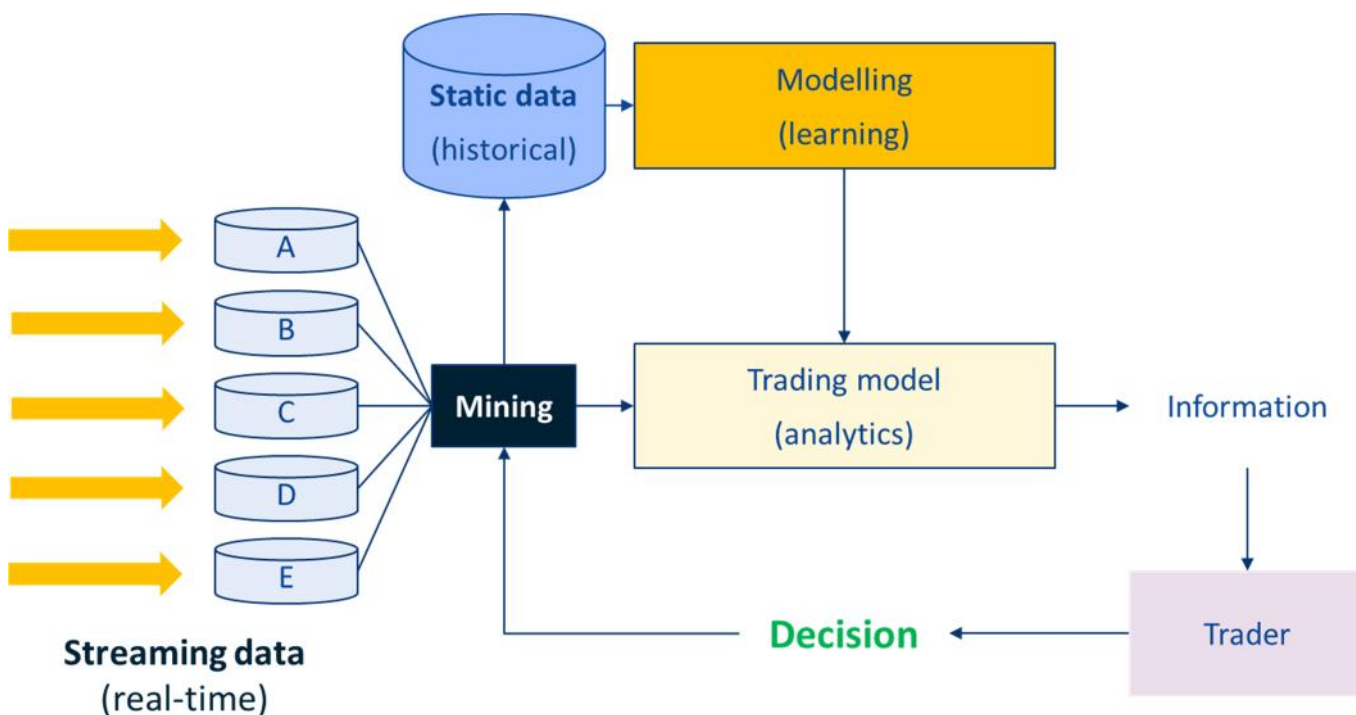 Static data
(historical)
Modelling
(learning)
A
B
C
D
E
Mining
Trading model
(analytics)
Information
Trader
Decision
Streaming data
(real-time)